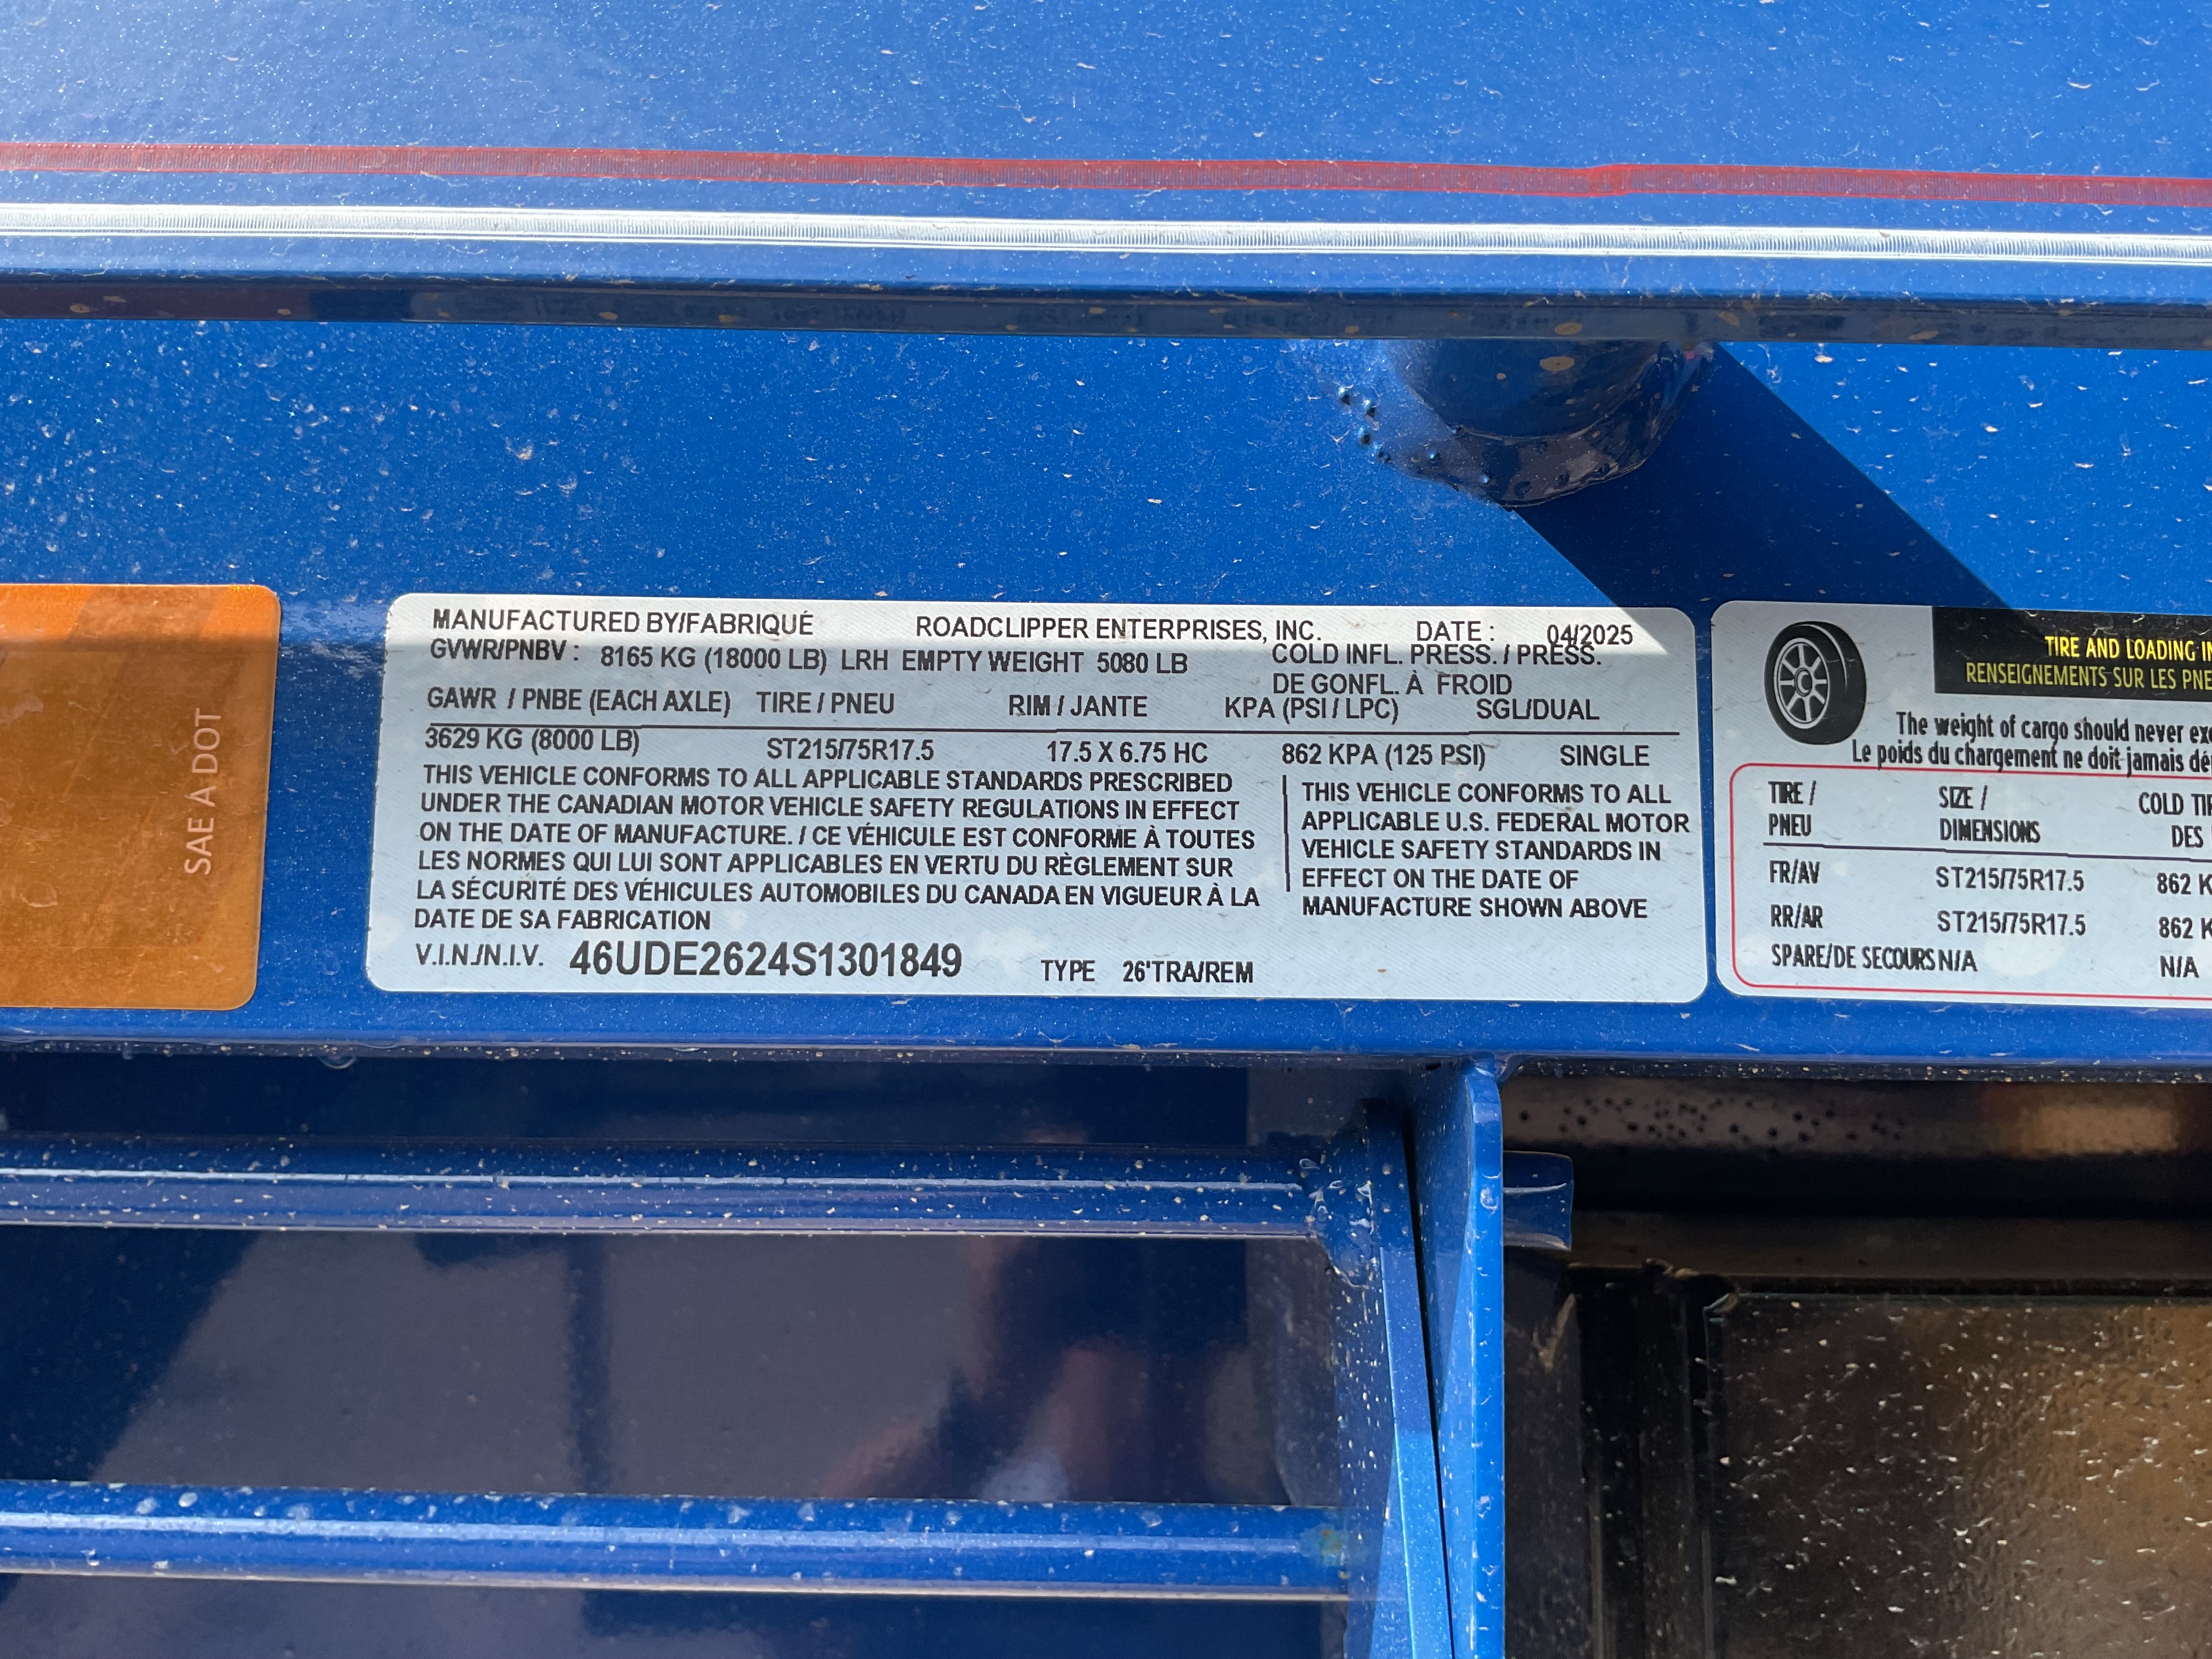 SAE A DOT
MANUFACTURED BY/FABRIQUÉ ROADCLIPPER ENTERPRISES, INC. DATE : 04/2025
GVWR/PNBV : 8165 KG (18000 LB) LRH EMPTY WEIGHT 5080 LB
COLD INFL. PRESS. / PRESS.
DE GONFL. À FROID
GAWR / PNBE (EACH AXLE) TIRE / PNEU RIM / JANTE KPA (PSI / LPC) SGL/DUAL
3629 KG (8000 LB) ST215/75R17.5 17.5 X 6.75 HC 862 KPA (125 PSI) SINGLE
THIS VEHICLE CONFORMS TO ALL APPLICABLE STANDARDS PRESCRIBED
UNDER THE CANADIAN MOTOR VEHICLE SAFETY REGULATIONS IN EFFECT
ON THE DATE OF MANUFACTURE. / CE VÉHICULE EST CONFORME À TOUTES
LES NORMES QUI LUI SONT APPLICABLES EN VERTU DU RÈGLEMENT SUR
LA SÉCURITÉ DES VÉHICULES AUTOMOBILES DU CANADA EN VIGUEUR À LA
DATE DE SA FABRICATION
THIS VEHICLE CONFORMS TO ALL
APPLICABLE U.S. FEDERAL MOTOR
VEHICLE SAFETY STANDARDS IN
EFFECT ON THE DATE OF
MANUFACTURE SHOWN ABOVE
V.I.N./N.I.V. 46UDE2624S1301849 TYPE 26'TRA/REM
TIRE AND LOADING
RENSEIGNEMENTS SUR LES
The weight of cargo should never
Le poids du chargement ne doit jamais
TIRE / SIZE / COLD
PNEU DIMENSIONS DES
FR/AV ST215/75R17.5 862
RR/AR ST215/75R17.5 862
SPARE/DE SECOURS N/A N/A